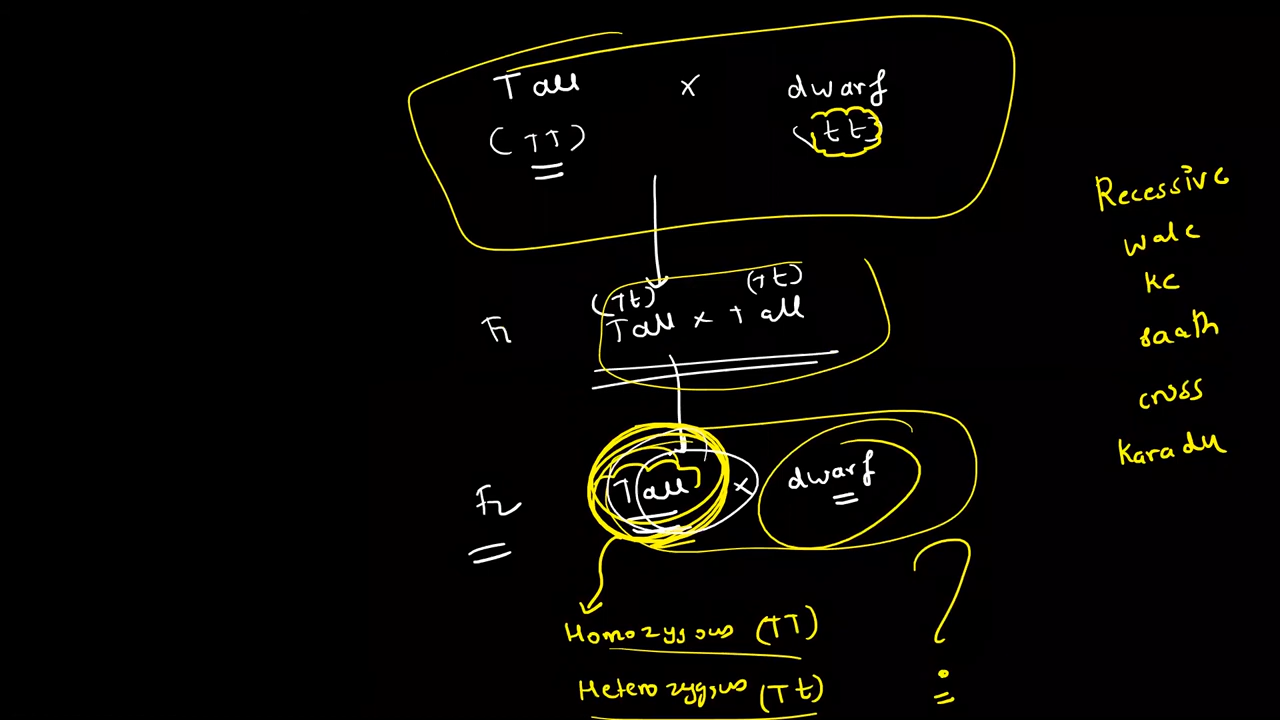 Tall x dwarf
(TT) (tt)
(Tt) (Tt)
F1 Tall x Tall
F2 Tall x dwarf
?
Homozygous (TT)
Heterozygous (Tt)
Recessive
wale
ke
saath
cross
Karadu